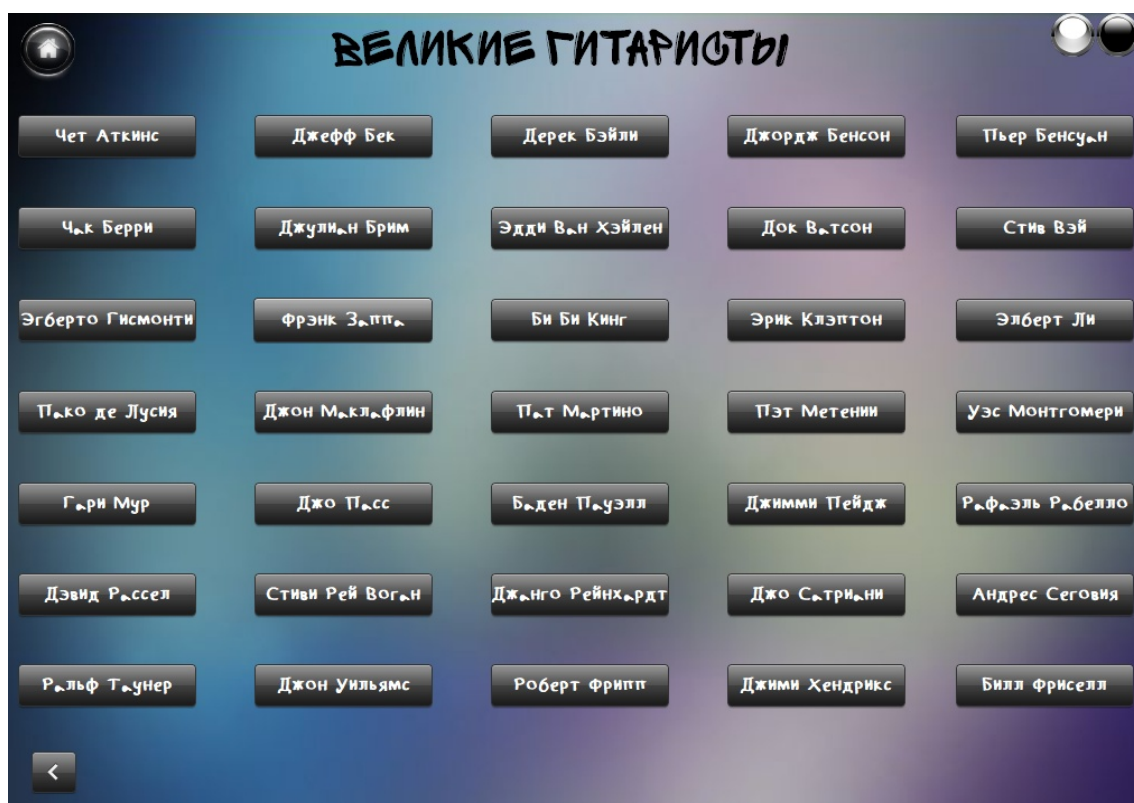 ВЕЛИКИЕ ГИТАРИСТЫ
Чет Аткинс
Джефф Бек
Дерек Бэйли
Джордж Бенсон
Пьер Бенсуан
Чак Берри
Джулиан Брим
Эдди Ван Хэйлен
Док Ватсон
Стив Вэй
Эгберто Гисмонти
Фрэнк Заппа
Би Би Кинг
Эрик Клэптон
Элберт Ли
Пако де Лусия
Джон Маклафлин
Пат Мартино
Пэт Метении
Уэс Монтгомери
Гари Мур
Джо Пасс
Баден Пауэлл
Джимми Пейдж
Рафаэль Рабелло
Дэвид Рассел
Стиви Рей Воган
Джанго Рейнхардт
Джо Сатриани
Андрес Сеговия
Ральф Таунер
Джон Уильямс
Роберт Фрипп
Джими Хендрикс
Билл Фриселл